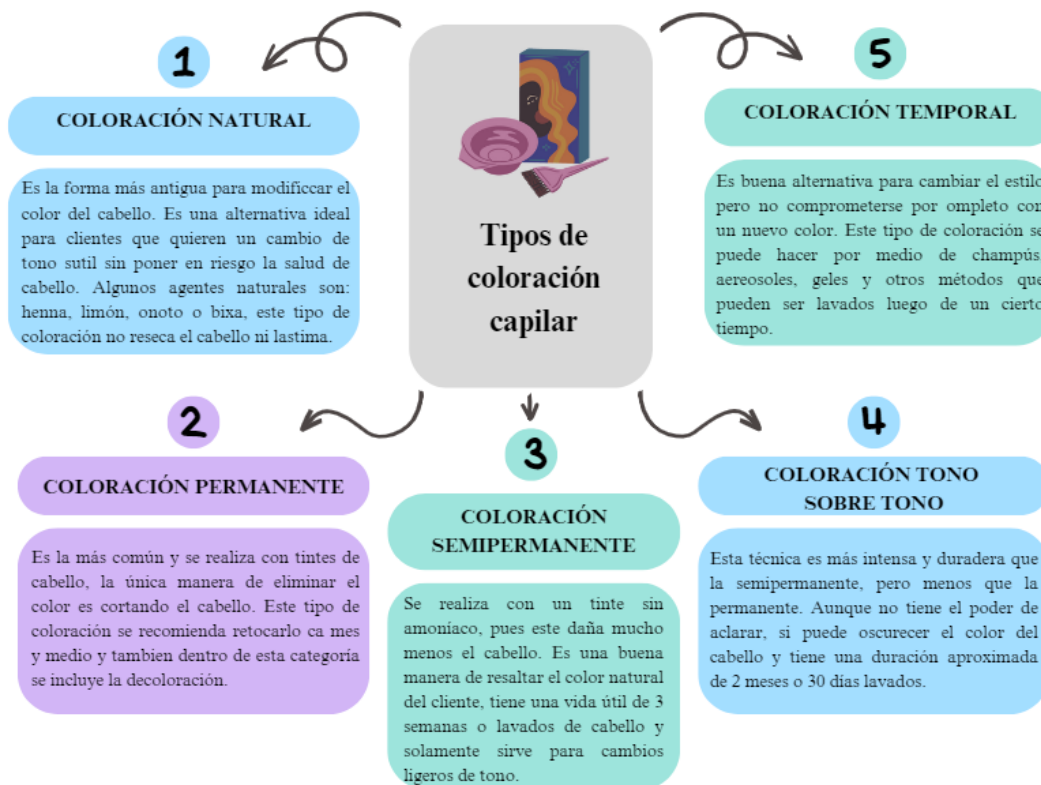 Tipos de
coloración
capilar
1
COLORACIÓN NATURAL
Es la forma más antigua para modificcar el
color del cabello. Es una alternativa ideal
para clientes que quieren un cambio de
tono sutil sin poner en riesgo la salud de
cabello. Algunos agentes naturales son:
henna, limón, onoto o bixa, este tipo de
coloración no reseca el cabello ni lastima.
2
COLORACIÓN PERMANENTE
Es la más común y se realiza con tintes de
cabello, la única manera de eliminar el
color es cortando el cabello. Este tipo de
coloración se recomienda retocarlo ca mes
y medio y tambien dentro de esta categoría
se incluye la decoloración.
3
COLORACIÓN
SEMIPERMANENTE
Se realiza con un tinte sin
amoníaco, pues este daña mucho
menos el cabello. Es una buena
manera de resaltar el color natural
del cliente, tiene una vida útil de 3
semanas o lavados de cabello y
solamente sirve para cambios
ligeros de tono.
4
COLORACIÓN TONO
SOBRE TONO
Esta técnica es más intensa y duradera que
la semipermanente, pero menos que la
permanente. Aunque no tiene el poder de
aclarar, si puede oscurecer el color del
cabello y tiene una duración aproximada
de 2 meses o 30 días lavados.
5
COLORACIÓN TEMPORAL
Es buena alternativa para cambiar el estilo
pero no comprometerse por ompleto con
un nuevo color. Este tipo de coloración se
puede hacer por medio de champús,
aereosoles, geles y otros métodos que
pueden ser lavados luego de un cierto
tiempo.